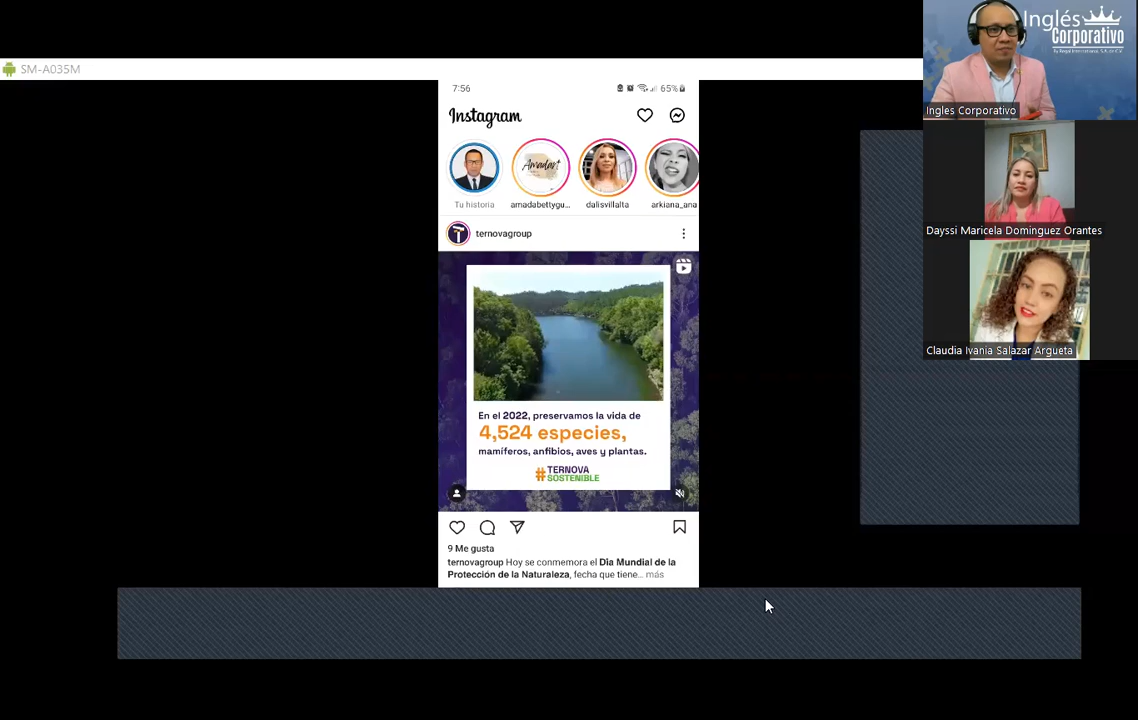 SM-A035M
7:56
65%
Instagram
Tu historia
amadabettygu...
dalisvillalta
arkiana_ana
Amadas
ternovagroup
En el 2022, preservamos la vida de
4,524 especies,
mamíferos, anfibios, aves y plantas.
#TERNOVA
SOSTENIBLE
9 Me gusta
ternovagroup Hoy se conmemora el Día Mundial de la
Protección de la Naturaleza, fecha que tiene... más
Inglés
Corporativo
Ingles Corporativo
Dayssi Maricela Dominguez Orantes
Claudia Ivania Salazar Argueta